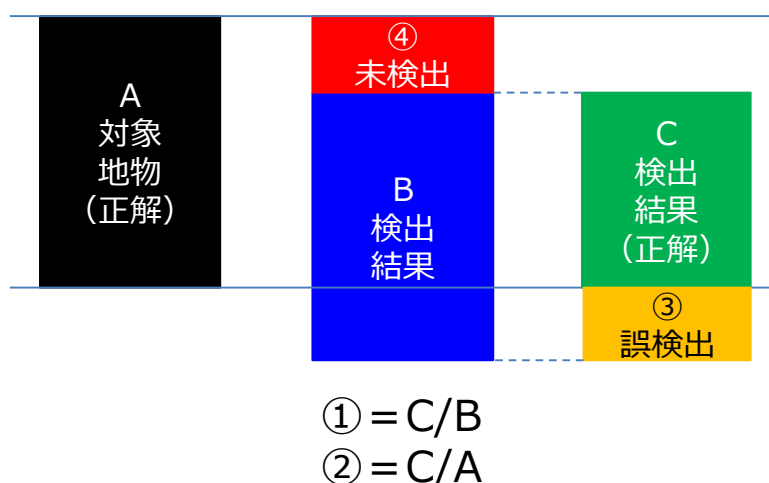 A
対象
地物
（正解）
④
未検出
B
検出
結果
C
検出
結果
（正解）
③
誤検出
①＝C/B
②＝C/A